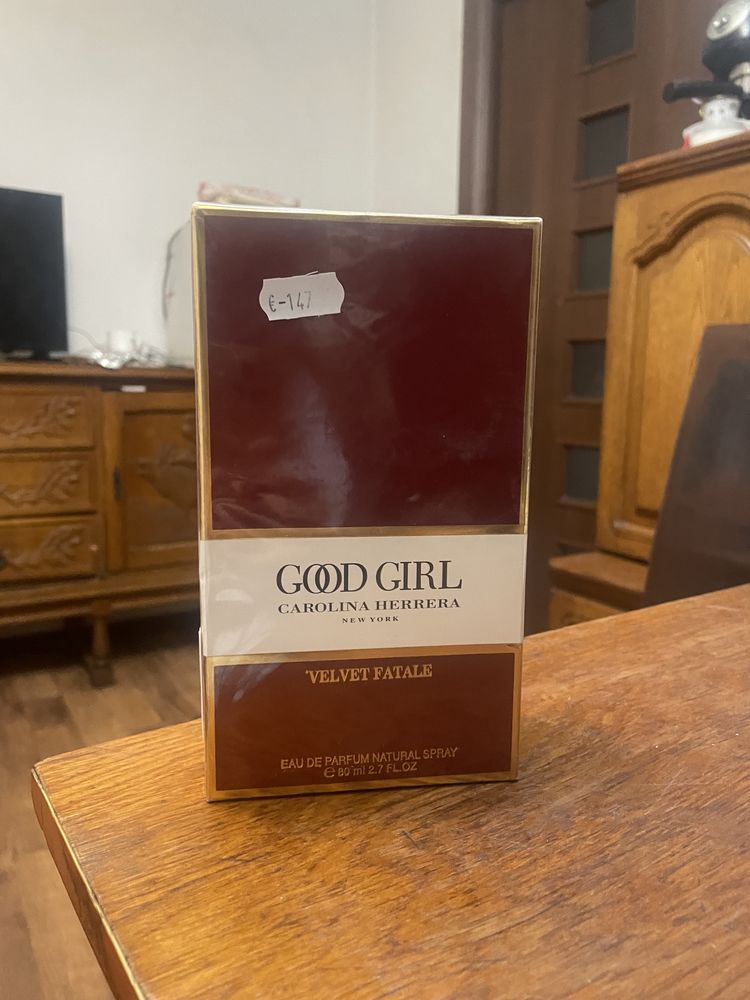 €-147
GOOD GIRL
CAROLINA HERRERA
NEW YORK
VELVET FATALE
EAU DE PARFUM NATURAL SPRAY
℮ 80 ml 2.7 FL.OZ